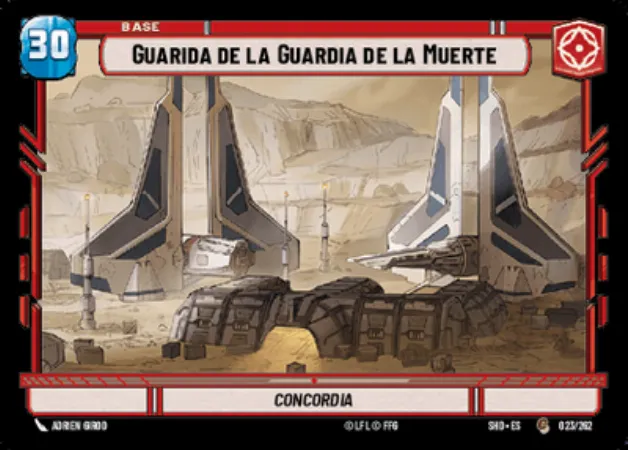 BASE
30
GUARIDA DE LA GUARDIA DE LA MUERTE
CONCORDIA
ADRIEN GIROD
© LFL © FFG
SHD • ES
023/262